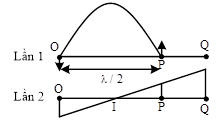 Lần 1 O P Q
λ / 2
Lần 2 O I P Q